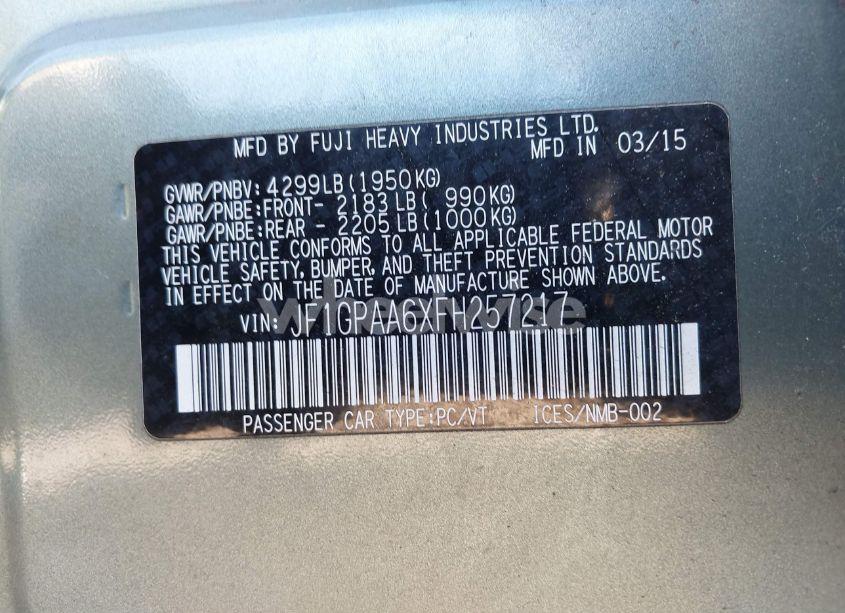 MFD BY FUJI HEAVY INDUSTRIES LTD.
MFD IN 03/15
GVWR/PNBV: 4299LB(1950KG)
GAWR/PNBE:FRONT- 2183LB( 990KG)
GAWR/PNBE:REAR - 2205LB(1000KG)
THIS VEHICLE CONFORMS TO ALL APPLICABLE FEDERAL MOTOR
VEHICLE SAFETY, BUMPER, AND THEFT PREVENTION STANDARDS
IN EFFECT ON THE DATE OF MANUFACTURE SHOWN ABOVE.
VIN: JF1GPAA6XFH257217
wheelwise
PASSENGER CAR TYPE:PC/VT ICES/NMB-002